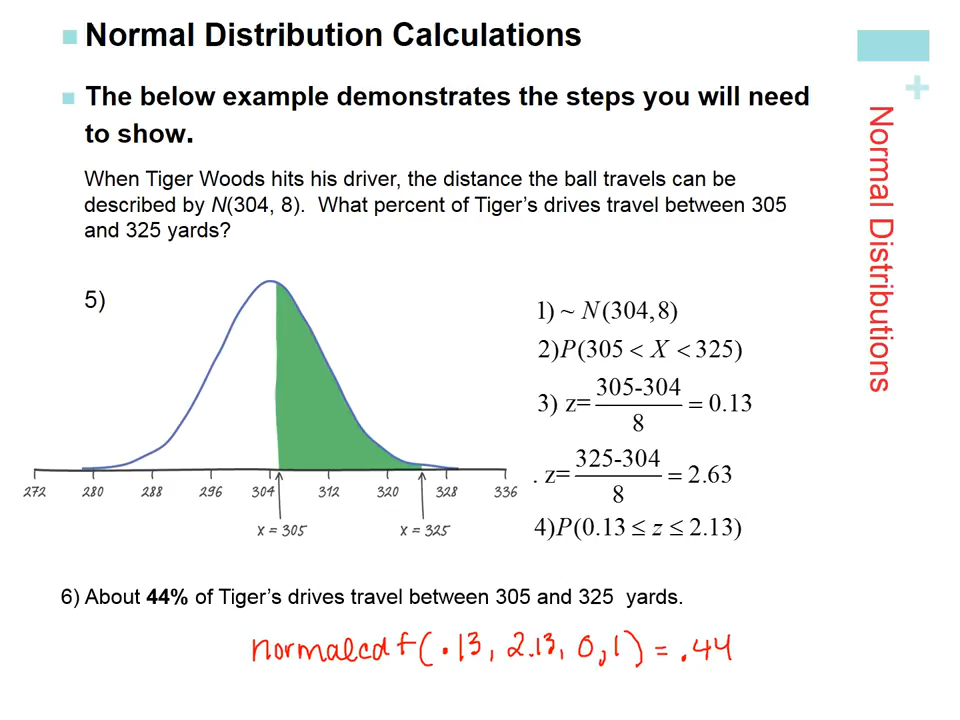 Normal Distribution Calculations
The below example demonstrates the steps you will need
to show.
When Tiger Woods hits his driver, the distance the ball travels can be
described by N(304, 8). What percent of Tiger's drives travel between 305
and 325 yards?
5)
272 280 288 296 304 312 320 328 336
x = 305 x = 325
1) ~ N(304,8)
2)P(305 < X < 325)
3) z= 305-304 / 8 = 0.13
. z= 325-304 / 8 = 2.63
4)P(0.13 ≤ z ≤ 2.13)
6) About 44% of Tiger's drives travel between 305 and 325 yards.
normalcdf(.13, 2.13, 0,1) = .44
+
Normal Distributions